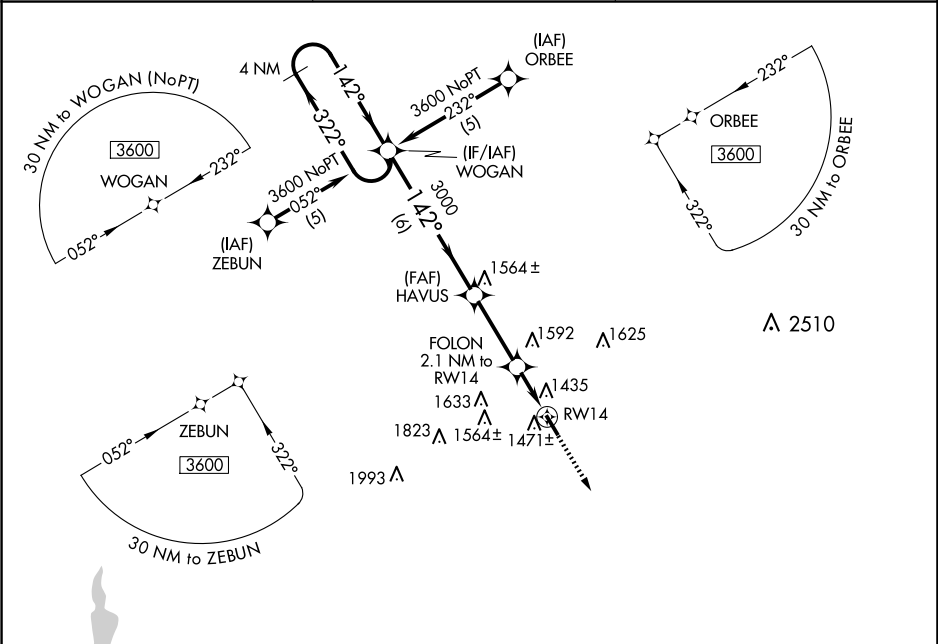 30 NM to WOGAN (NoPT)
3600
WOGAN
232°
052°
4 NM
142°
322°
3600 NoPT
232°
(5)
(IAF)
ORBEE
(IF/IAF)
WOGAN
3600 NoPT
052°
(5)
(IAF)
ZEBUN
3000
142°
(6)
232°
ORBEE
3600
322°
30 NM to ORBEE
(FAF)
HAVUS
1564±
FOLON
2.1 NM to
RW14
1592
1625
2510
1435
RW14
1633
1823
1564±
1471±
1993
052°
ZEBUN
3600
322°
30 NM to ZEBUN